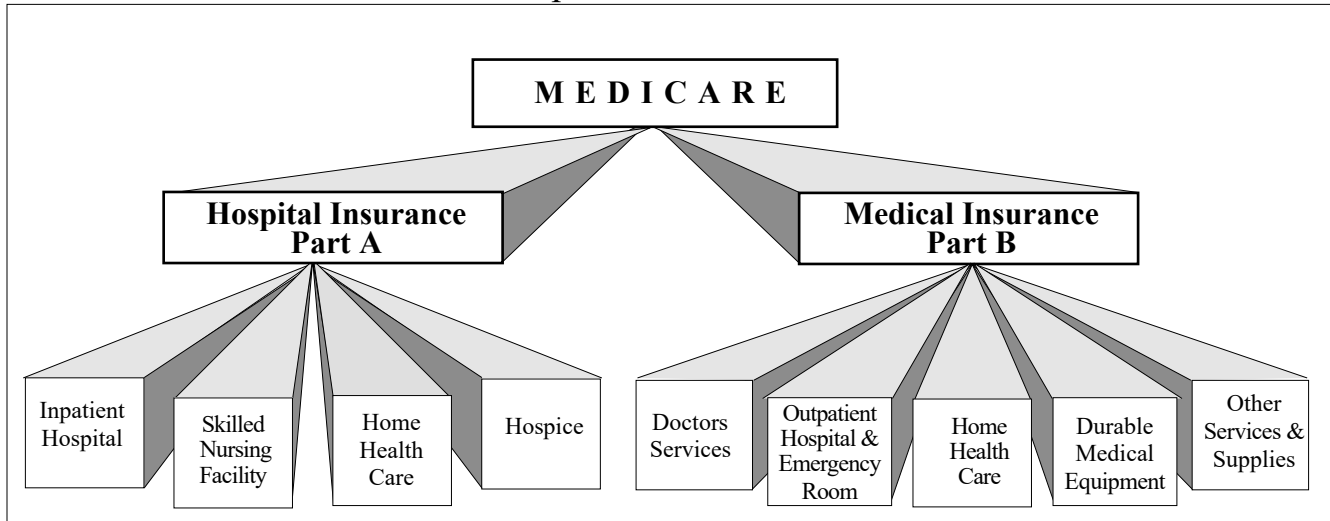 M E D I C A R E
Hospital Insurance
Part A
Medical Insurance
Part B
Inpatient
Hospital
Skilled
Nursing
Facility
Home
Health
Care
Hospice
Doctors
Services
Outpatient
Hospital &
Emergency
Room
Home
Health
Care
Durable
Medical
Equipment
Other
Services &
Supplies